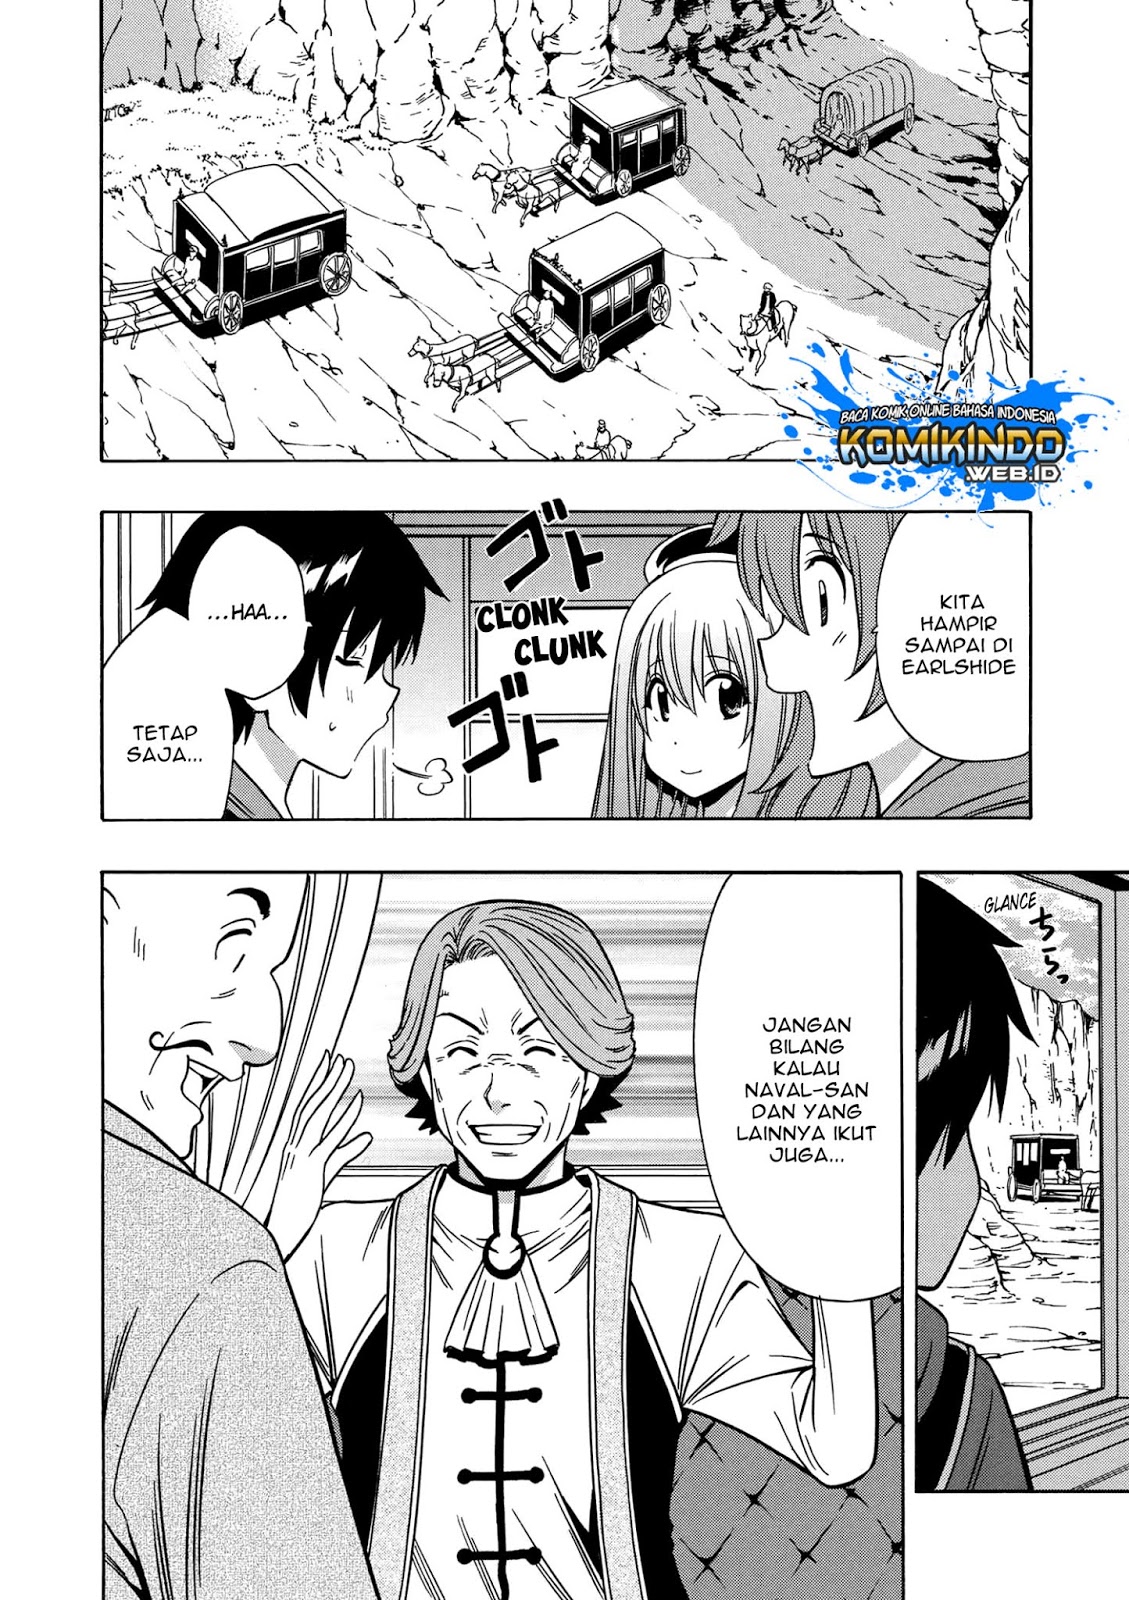 BACA KOMIK ONLINE BAHASA INDONESIA
KOMIKINDO
.WEB.ID
KITA
HAMPIR
SAMPAI DI
EARLSHIDE
ゴト
CLONK
CLUNK
ゴト
...HAA...
TETAP
SAJA...
GLANCE
ちらっ
JANGAN
BILANG
KALAU
NAVAL-SAN
DAN YANG
LAINNYA IKUT
JUGA...